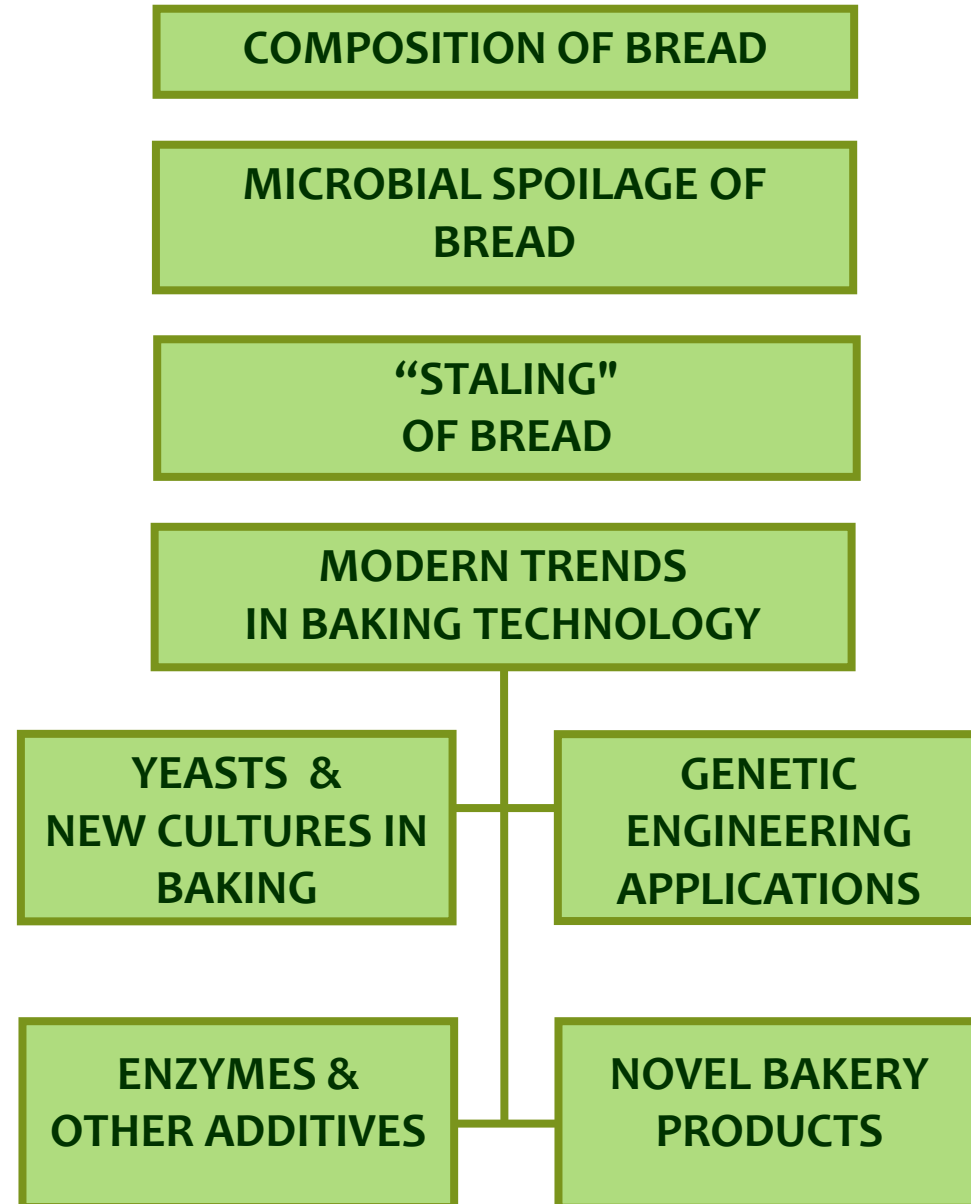 COMPOSITION OF BREAD
MICROBIAL SPOILAGE OF
BREAD
“STALING"
OF BREAD
MODERN TRENDS
IN BAKING TECHNOLOGY
YEASTS &
NEW CULTURES IN
BAKING
GENETIC
ENGINEERING
APPLICATIONS
ENZYMES &
OTHER ADDITIVES
NOVEL BAKERY
PRODUCTS